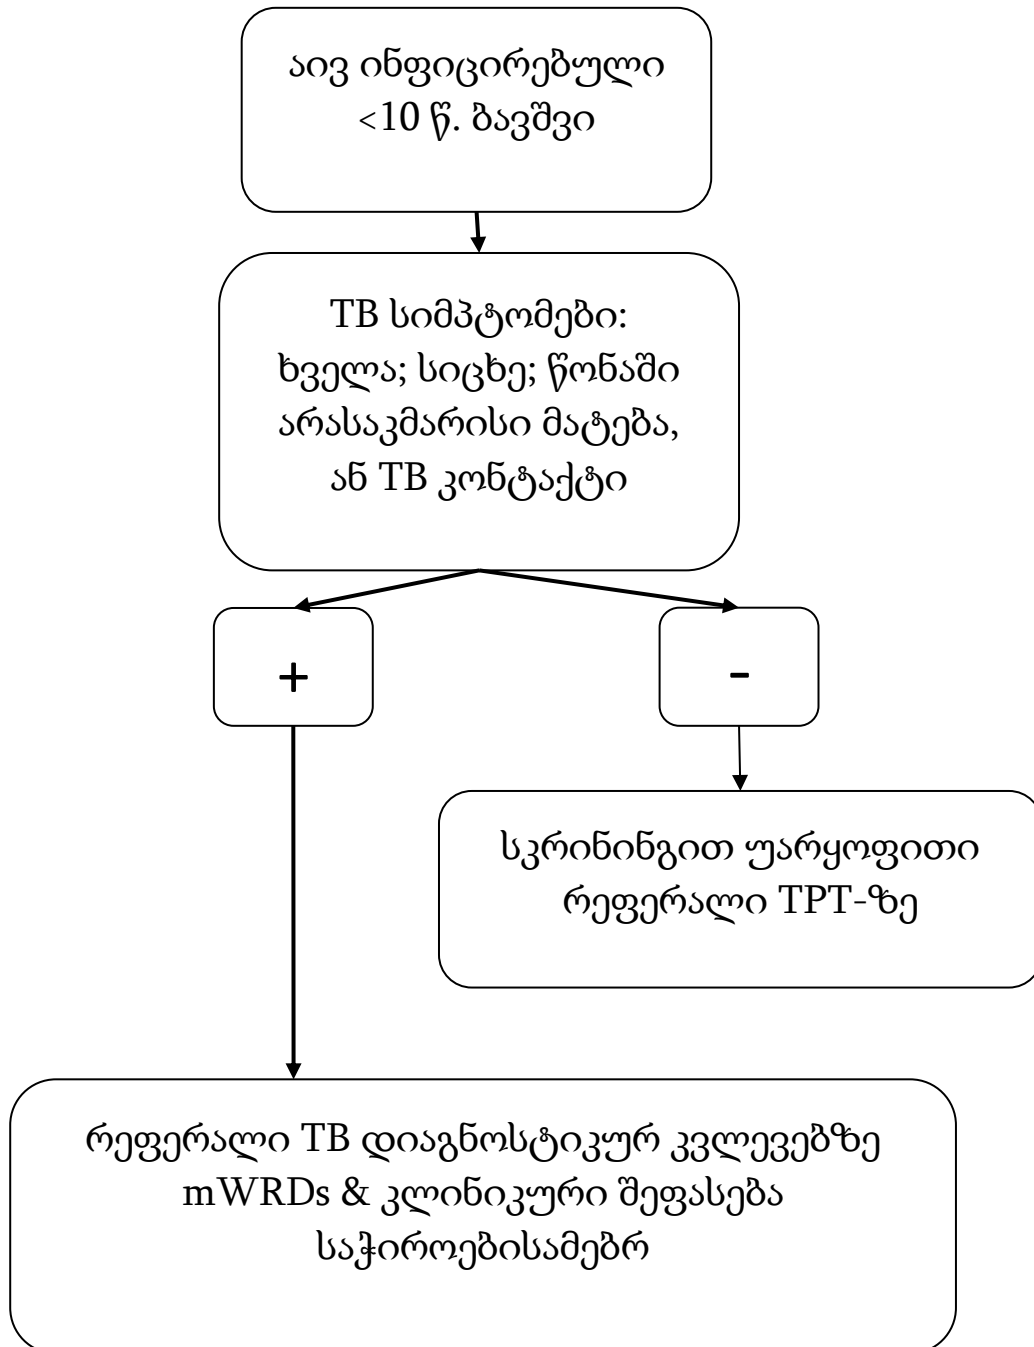 აივ ინფიცირებული
<10 წ. ბავშვი
TB სიმპტომები:
ხველა; სიცხე; წონაში
არასაკმარისი მატება,
ან TB კონტაქტი
+
-
სკრინინგით უარყოფითი
რეფერალი TPT-ზე
რეფერალი TB დიაგნოსტიკურ კვლევებზე
mWRDs & კლინიკური შეფასება
საჭიროებისამებრ